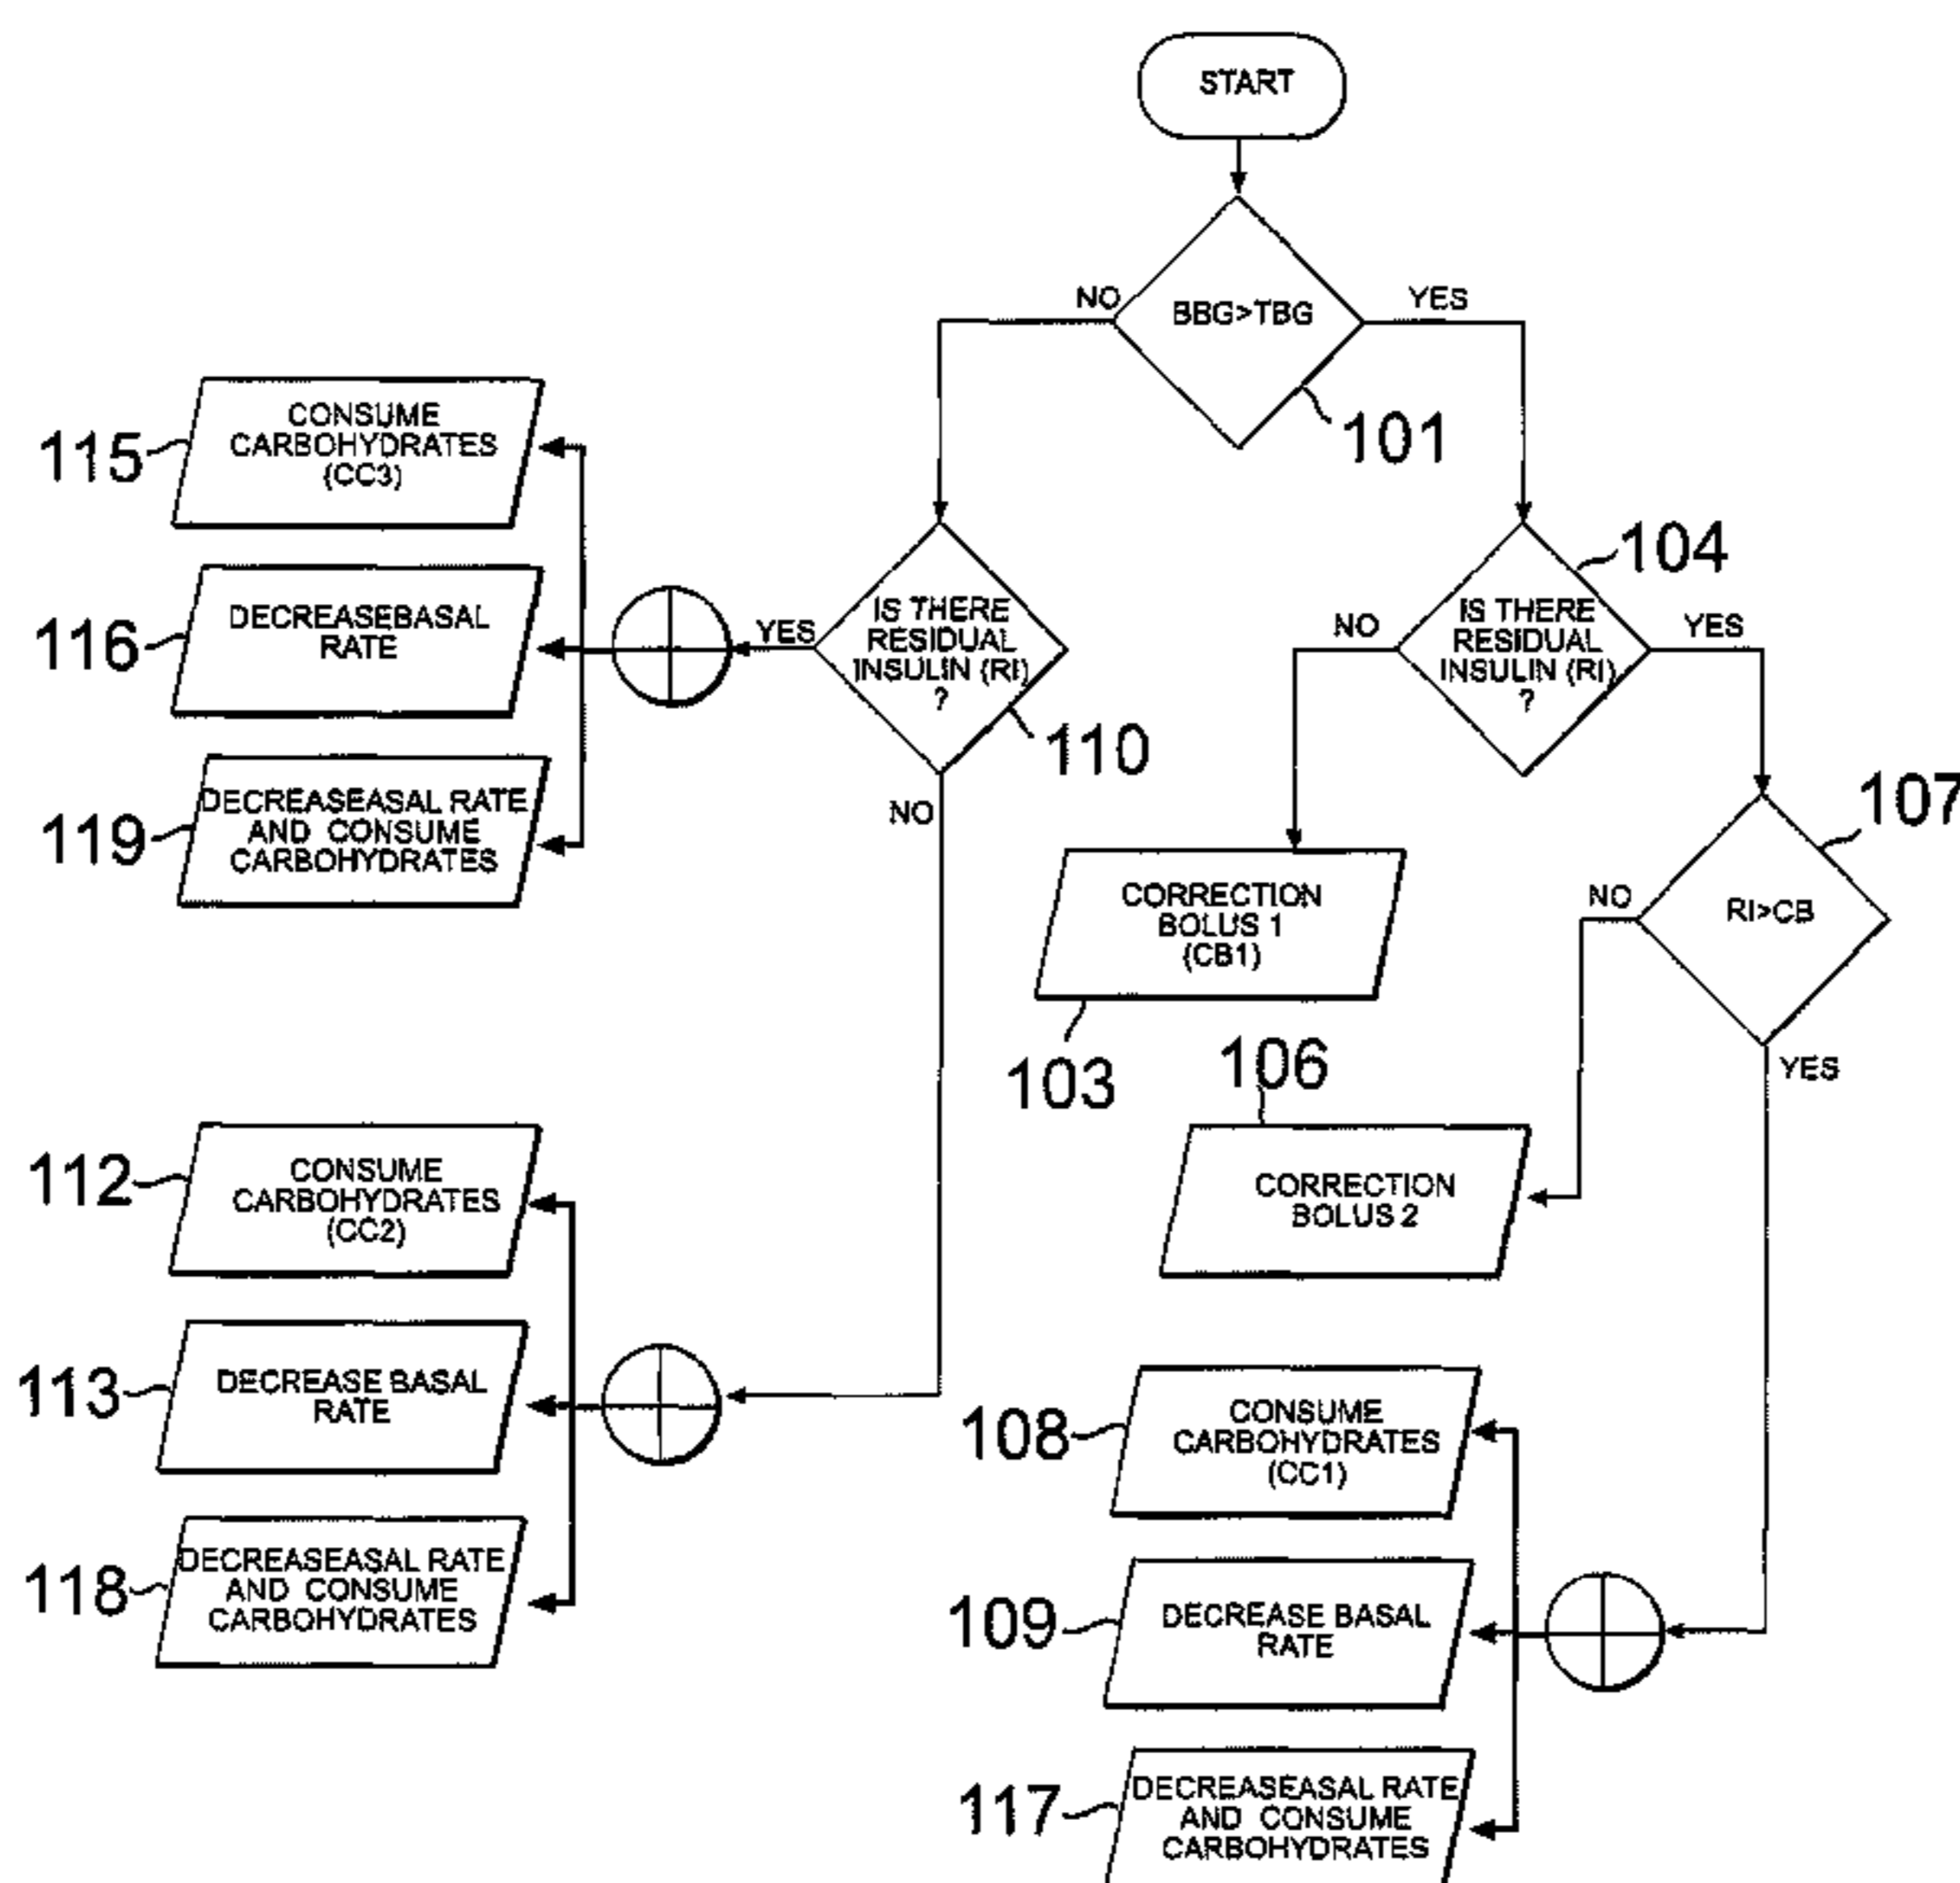 START
BBG>TBG
NO
YES
101
CONSUME
CARBOHYDRATES
(CC3)
115
DECREASEBASAL
RATE
116
DECREASEASAL RATE
AND CONSUME
CARBOHYDRATES
119
IS THERE
RESIDUAL
INSULIN (RI)
?
YES
110
NO
104
IS THERE
RESIDUAL
INSULIN (RI)
?
NO
YES
107
RI>CB
NO
YES
CORRECTION
BOLUS 1
(CB1)
103
106
CORRECTION
BOLUS 2
112
CONSUME
CARBOHYDRATES
(CC2)
113
DECREASE BASAL
RATE
118
DECREASEASAL RATE
AND CONSUME
CARBOHYDRATES
108
CONSUME
CARBOHYDRATES
(CC1)
109
DECREASE BASAL
RATE
117
DECREASEASAL RATE
AND CONSUME
CARBOHYDRATES